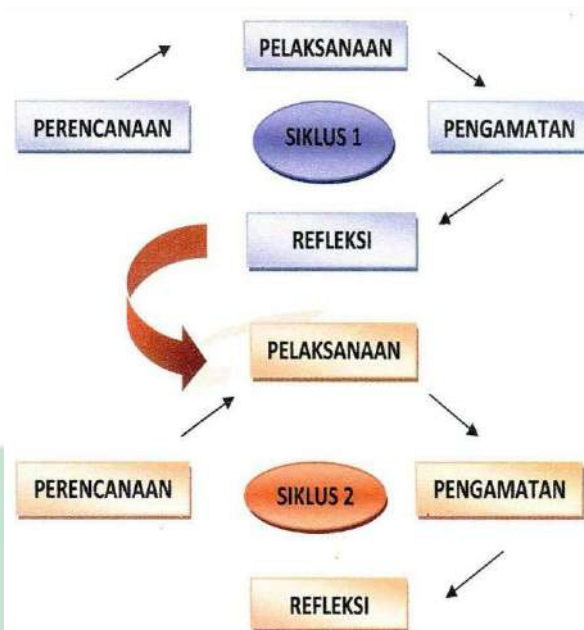 PELAKSANAAN
PERENCANAAN
SIKLUS 1
PENGAMATAN
REFLEKSI
PELAKSANAAN
PERENCANAAN
SIKLUS 2
PENGAMATAN
REFLEKSI